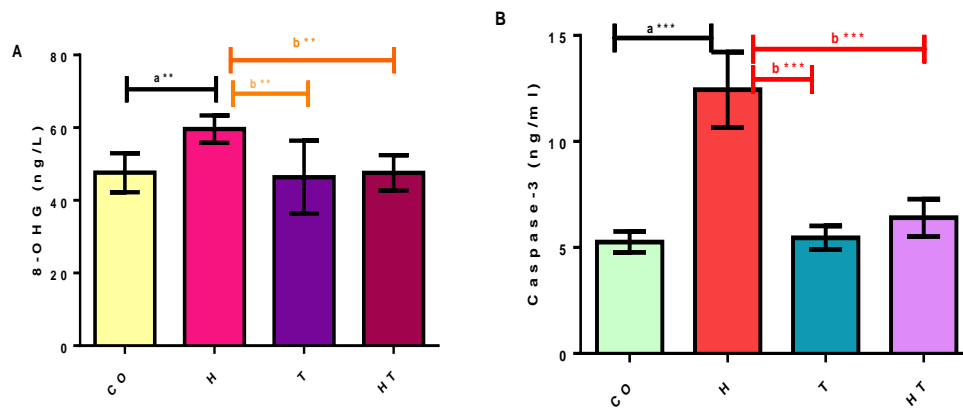 A
8-OHG (ng/L)
80
60
40
20
0
a**
b**
b**
CO
H
T
HT
B
Caspase-3 (ng/ml)
15
10
5
0
a***
b***
b***
CO
H
T
HT